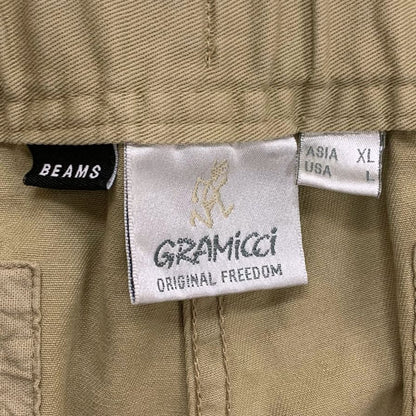 BEAMS
GRAMICCI
ORIGINAL FREEDOM
ASIA XL
USA L